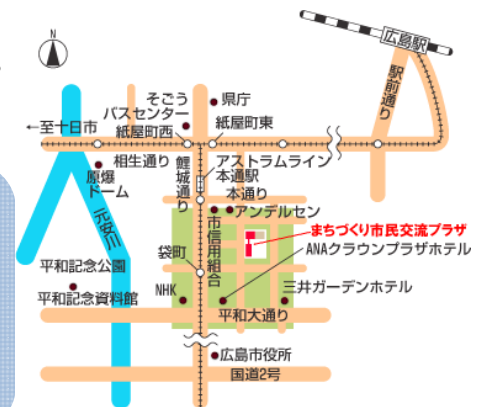 N
広島駅
駅前通り
そごう
バスセンター
県庁
紙屋町西
紙屋町東
←至十日市
相生通り
鯉城通り
アストラムライン
本通駅
本通り
原爆
ドーム
元安川
アンデルセン
市信用組合
まちづくり市民交流プラザ
ANAクラウンプラザホテル
袋町
平和記念公園
平和記念資料館
NHK
三井ガーデンホテル
平和大通り
広島市役所
国道2号